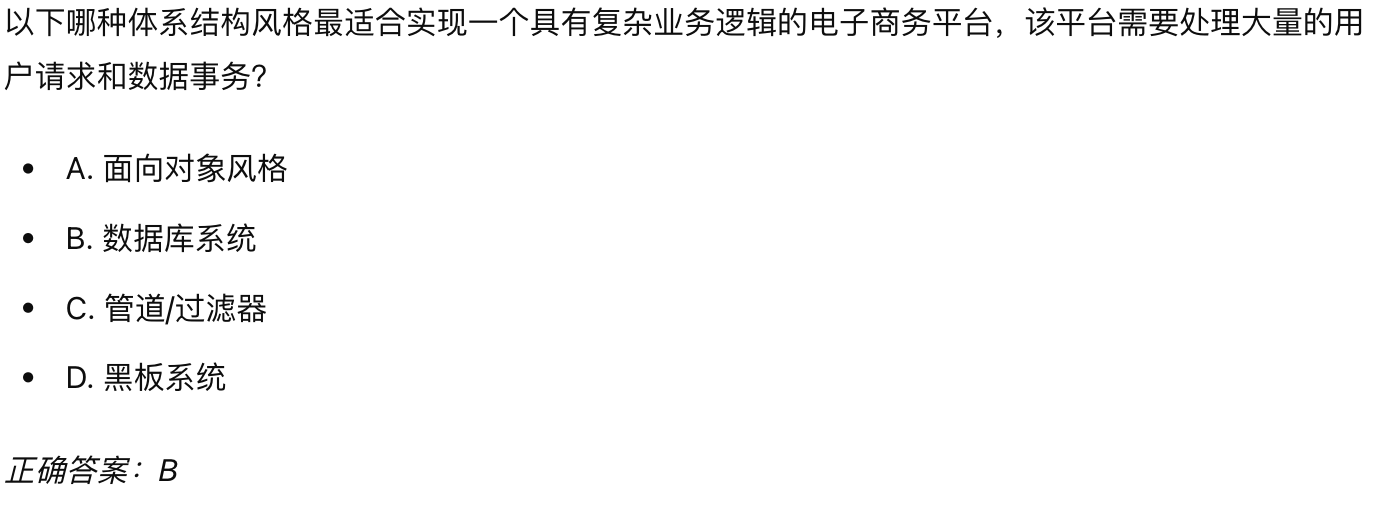 以下哪种体系结构风格最适合实现一个具有复杂业务逻辑的电子商务平台，该平台需要处理大量的用
户请求和数据事务?
• A. 面向对象风格
• B. 数据库系统
• C. 管道/过滤器
• D. 黑板系统
正确答案：B